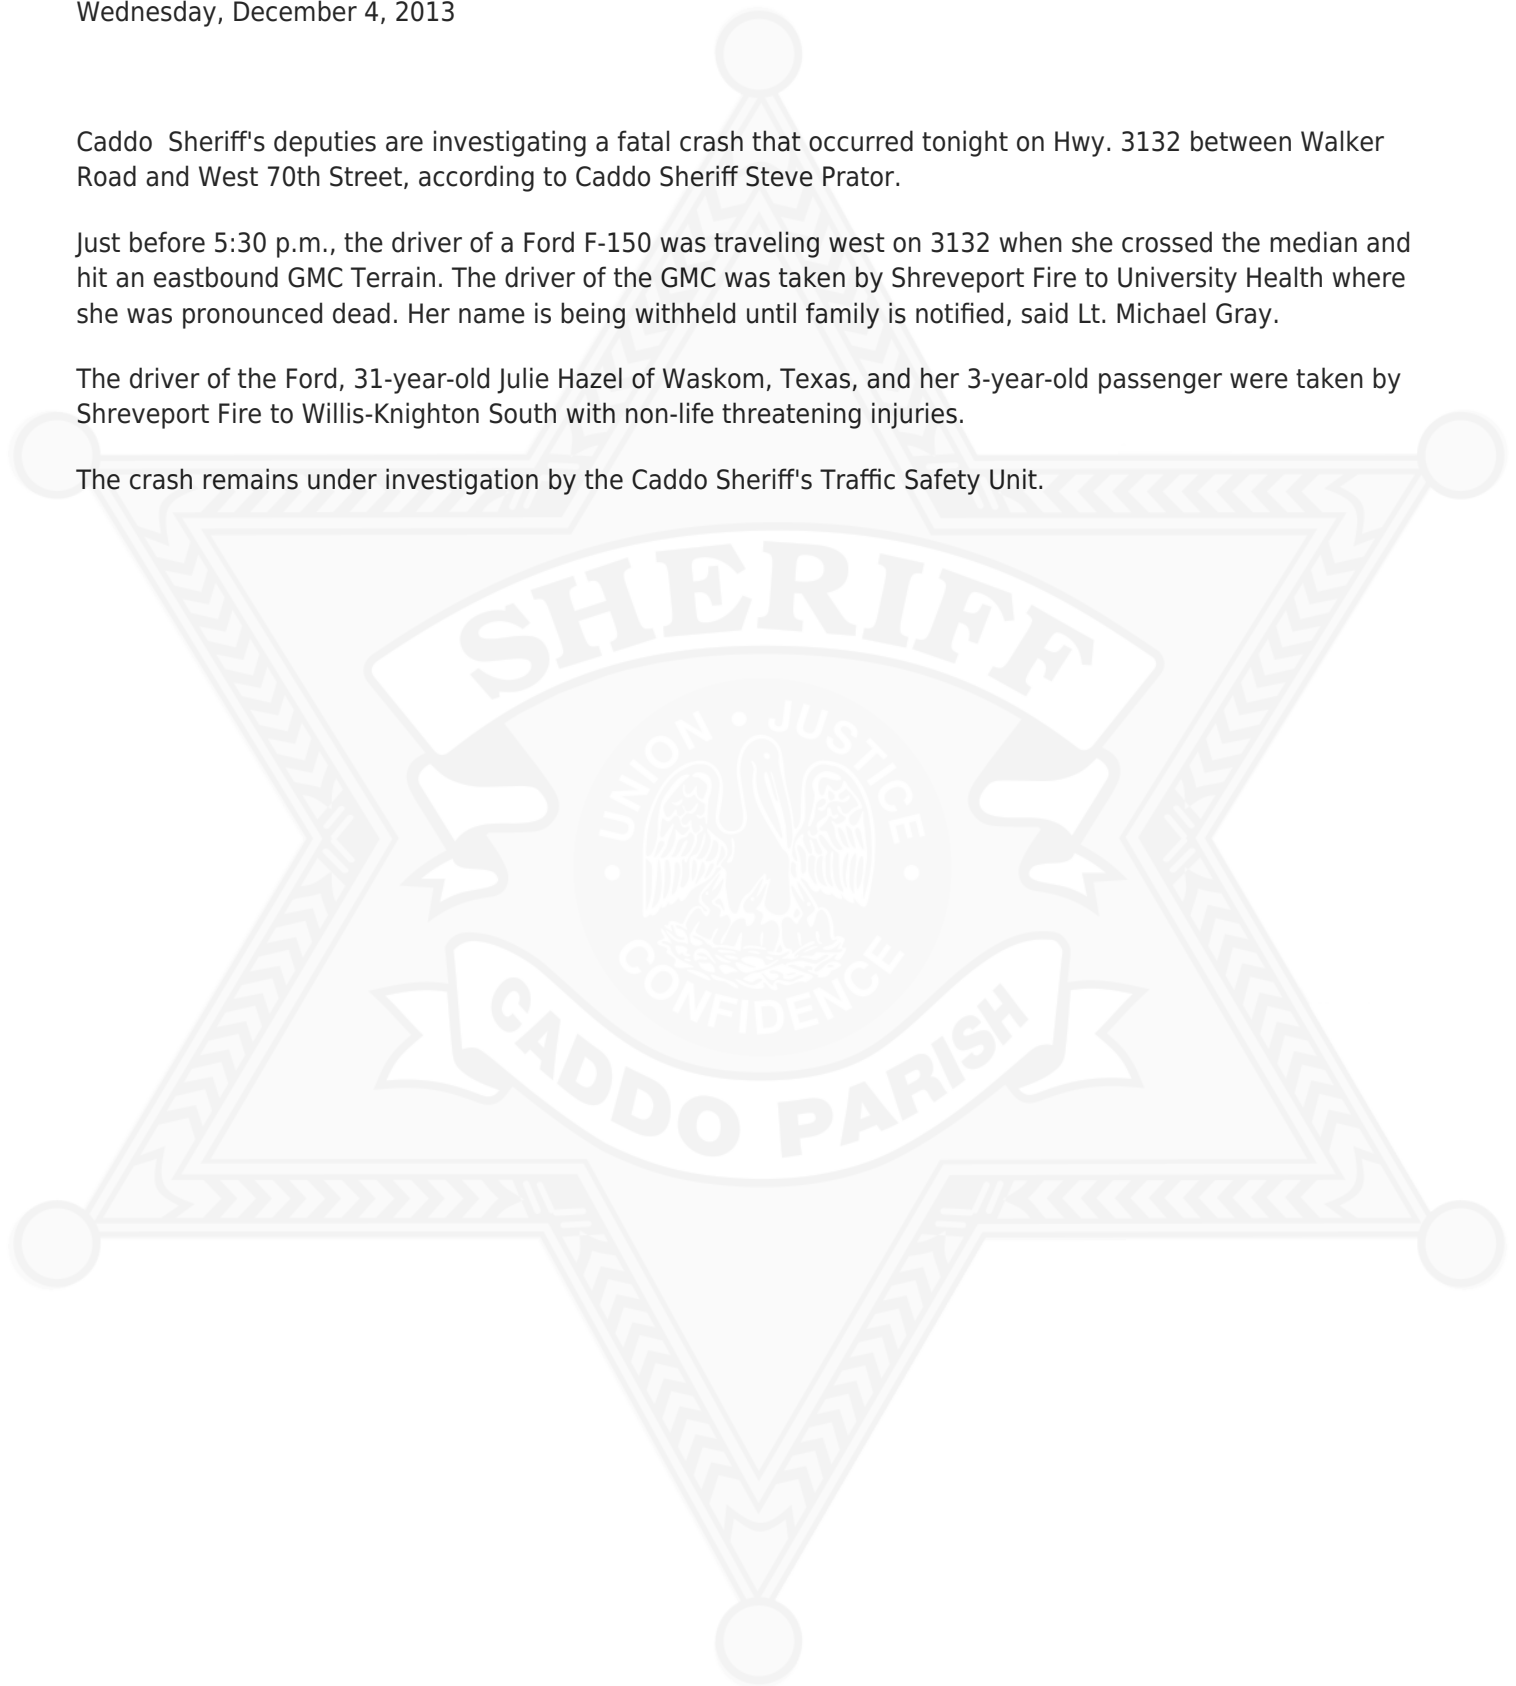 Wednesday, December 4, 2013
Caddo  Sheriff's deputies are investigating a fatal crash that occurred tonight on Hwy. 3132 between Walker
Road and West 70th Street, according to Caddo Sheriff Steve Prator.
Just before 5:30 p.m., the driver of a Ford F-150 was traveling west on 3132 when she crossed the median and
hit an eastbound GMC Terrain. The driver of the GMC was taken by Shreveport Fire to University Health where
she was pronounced dead. Her name is being withheld until family is notified, said Lt. Michael Gray.
The driver of the Ford, 31-year-old Julie Hazel of Waskom, Texas, and her 3-year-old passenger were taken by
Shreveport Fire to Willis-Knighton South with non-life threatening injuries.
The crash remains under investigation by the Caddo Sheriff's Traffic Safety Unit.
SHERIFF
UNION • JUSTICE
• CONFIDENCE •
CADDO PARISH